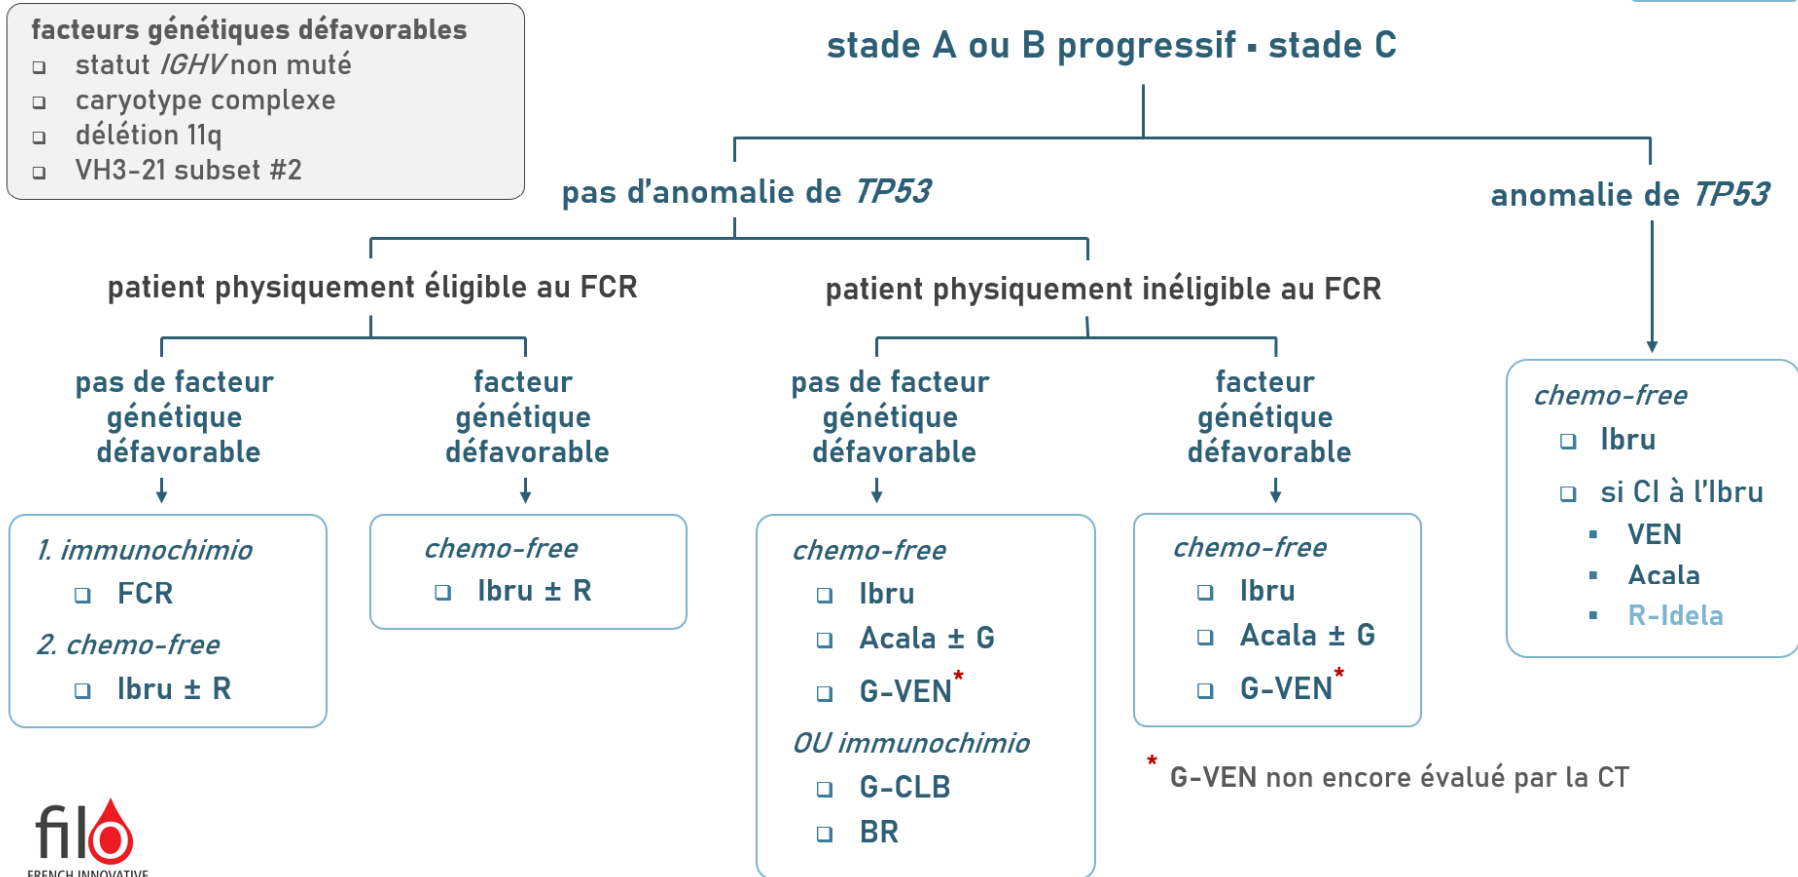 facteurs génétiques défavorables
❑ statut IGHV non muté
❑ caryotype complexe
❑ délétion 11q
❑ VH3-21 subset #2
stade A ou B progressif ▪ stade C
pas d'anomalie de TP53
anomalie de TP53
patient physiquement éligible au FCR
patient physiquement inéligible au FCR
pas de facteur
génétique
défavorable
facteur
génétique
défavorable
pas de facteur
génétique
défavorable
facteur
génétique
défavorable
1. immunochimio
❑ FCR
2. chemo-free
❑ Ibru ± R
chemo-free
❑ Ibru ± R
chemo-free
❑ Ibru
❑ Acala ± G
❑ G-VEN*
OU immunochimio
❑ G-CLB
❑ BR
chemo-free
❑ Ibru
❑ Acala ± G
❑ G-VEN*
chemo-free
❑ Ibru
❑ si CI à l'Ibru
▪ VEN
▪ Acala
▪ R-Idela
* G-VEN non encore évalué par la CT
filo
FRENCH INNOVATIVE